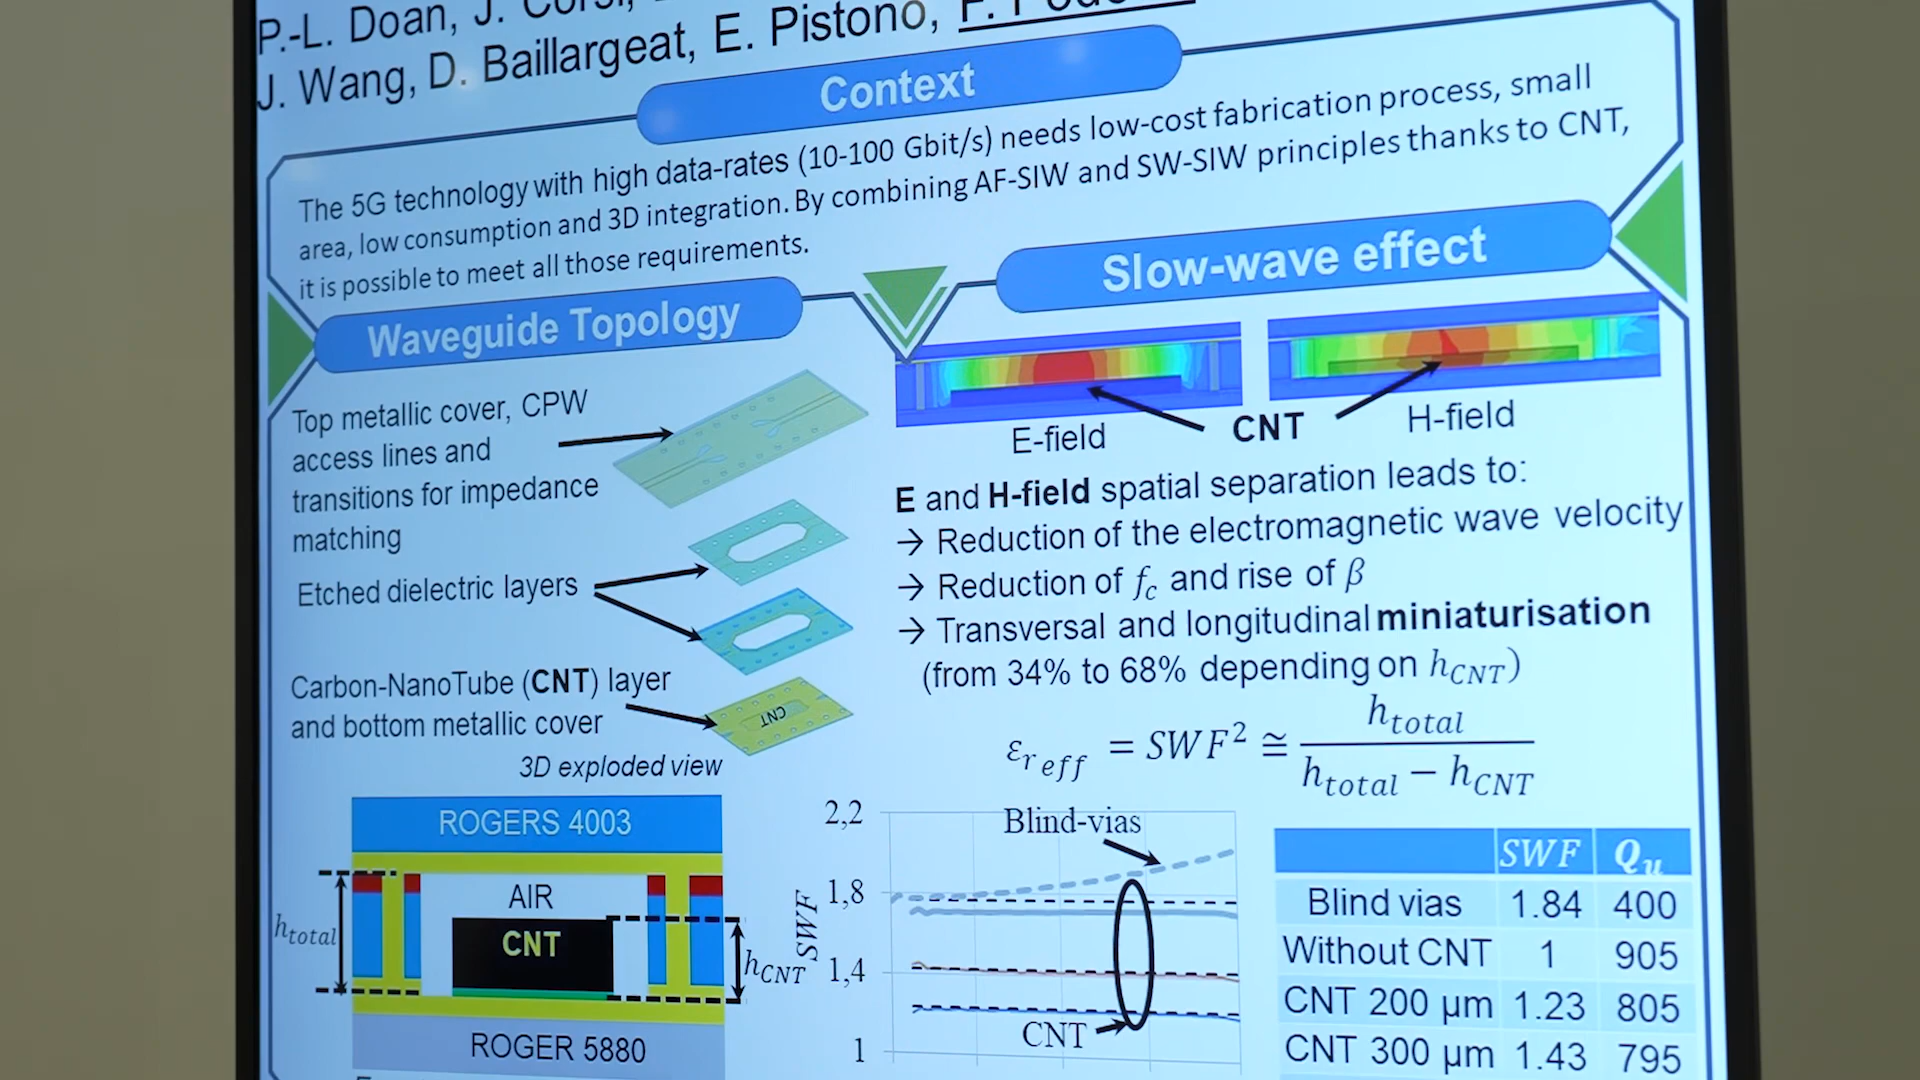 P.-L. Doan, J.
J. Wang, D. Baillargeat, E. Pistono,
Context
The 5G technology with high data-rates (10-100 Gbit/s) needs low-cost fabrication process, small
area, low consumption and 3D integration. By combining AF-SIW and SW-SIW principles thanks to CNT,
it is possible to meet all those requirements.
Waveguide Topology
Top metallic cover, CPW
access lines and
transitions for impedance
matching
Etched dielectric layers
Carbon-NanoTube (CNT) layer
and bottom metallic cover
CNT
3D exploded view
ROGERS 4003
AIR
CNT
h_total
h_CNT
ROGER 5880
Slow-wave effect
E-field
CNT
H-field
E and H-field spatial separation leads to:
→ Reduction of the electromagnetic wave velocity
→ Reduction of f_c and rise of β
→ Transversal and longitudinal miniaturisation
(from 34% to 68% depending on h_CNT)
ε_r eff = SWF² ≅ h_total / (h_total − h_CNT)
2,2
1,8
1,4
1
SWF
Blind-vias
CNT
SWF Q_u
Blind vias 1.84 400
Without CNT 1 905
CNT 200 µm 1.23 805
CNT 300 µm 1.43 795